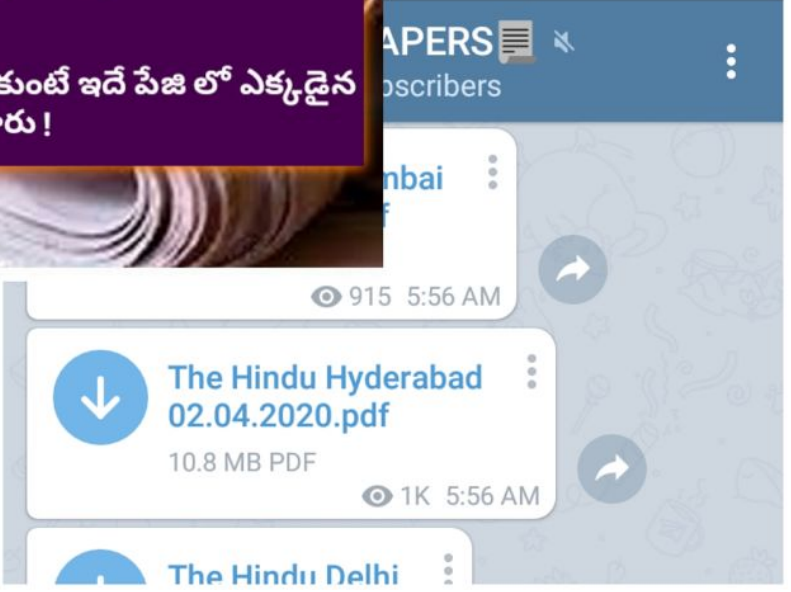 కుంటే ఇదే పేజి లో ఎక్కడైన
రు !
APERS
bscribers
mbai
915 5:56 AM
The Hindu Hyderabad
02.04.2020.pdf
10.8 MB PDF
1K 5:56 AM
The Hindu Delhi